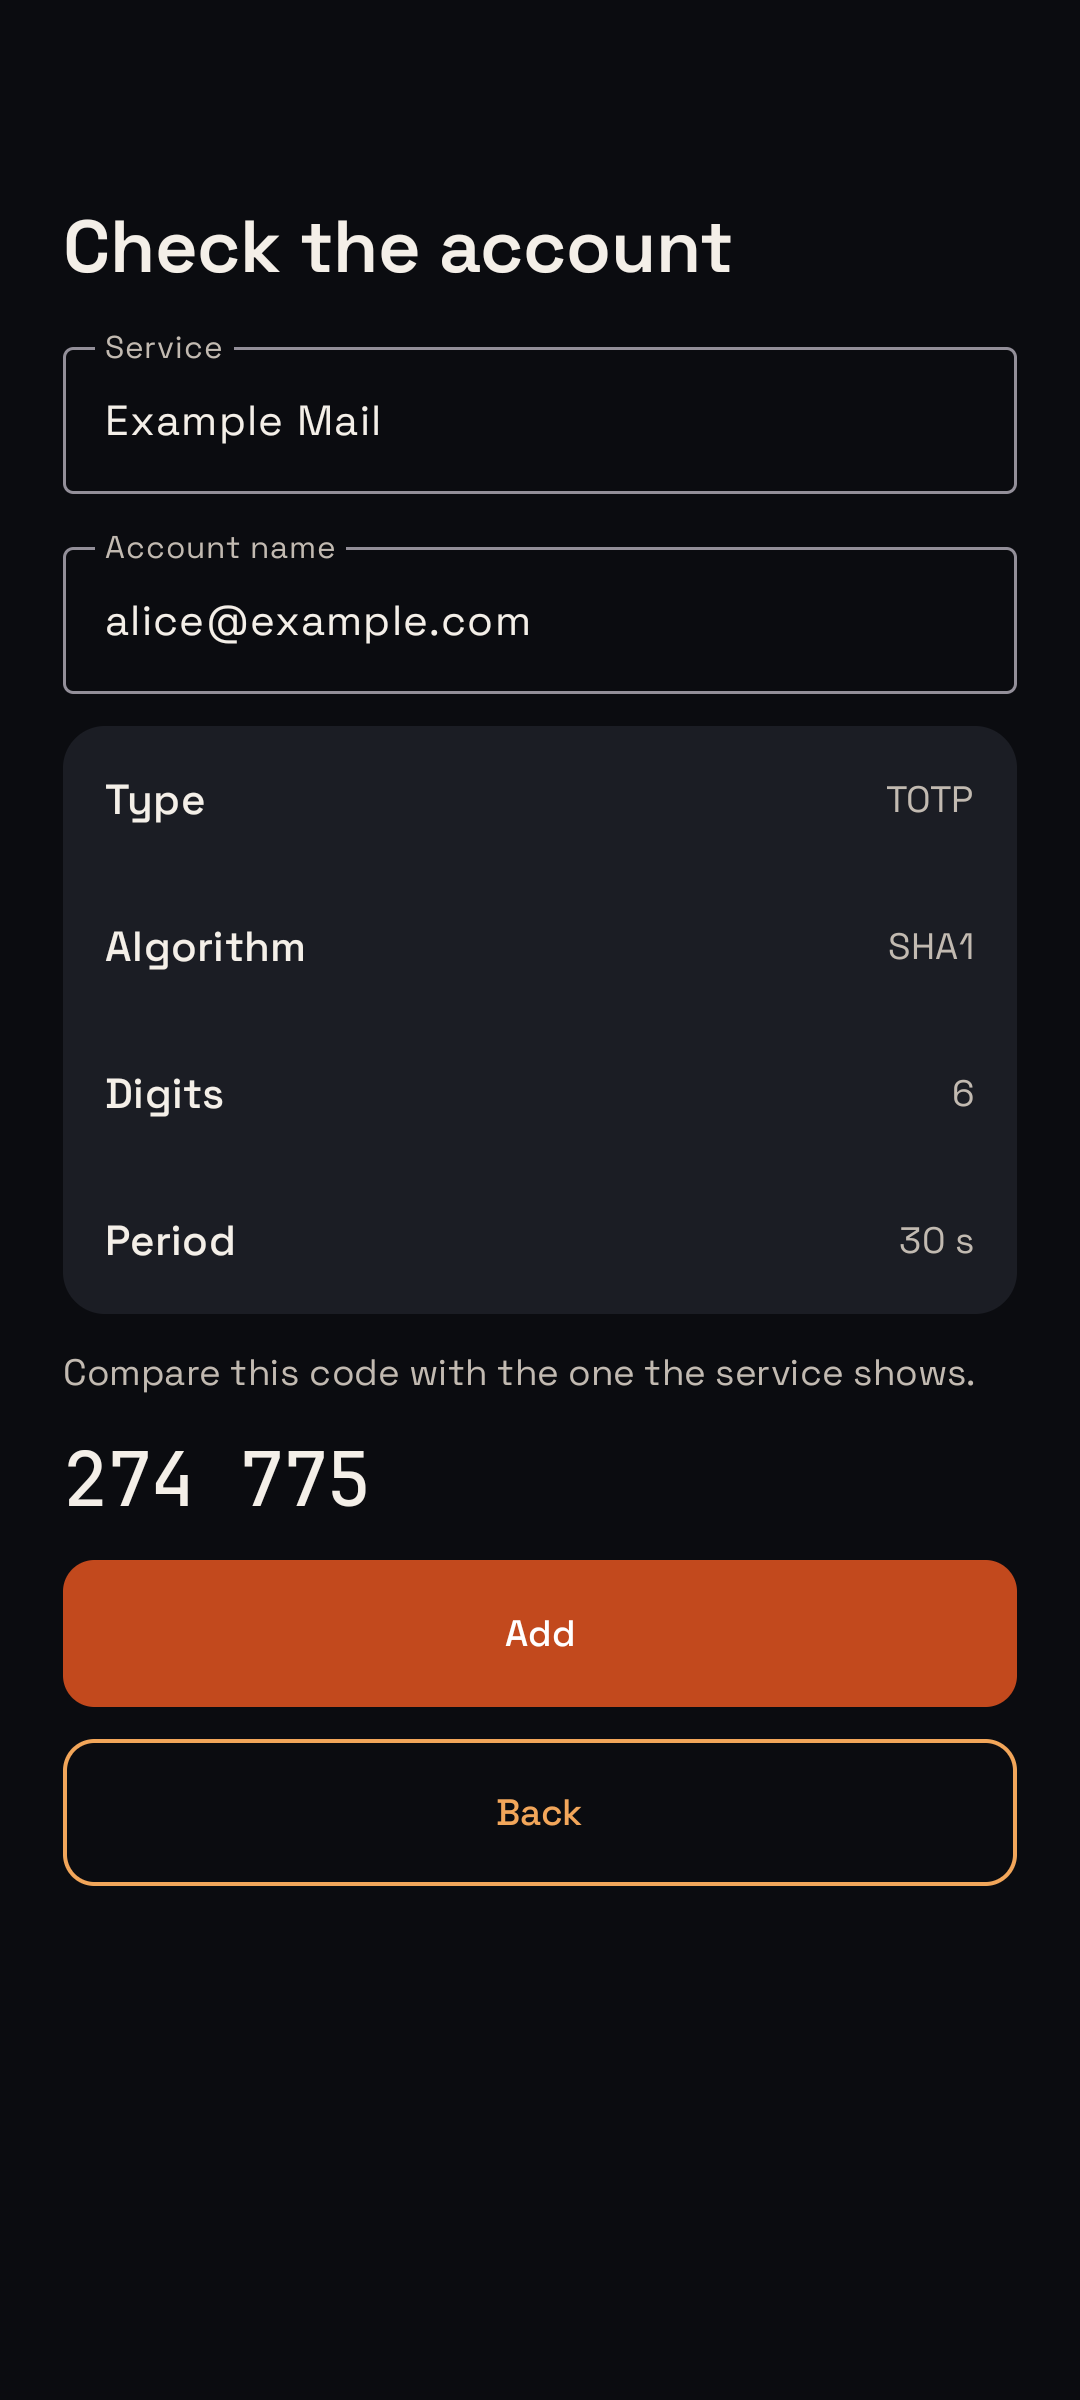 Check the account
Service
Example Mail
Account name
alice@example.com
Type TOTP
Algorithm SHA1
Digits 6
Period 30 s
Compare this code with the one the service shows.
274 775
Add
Back